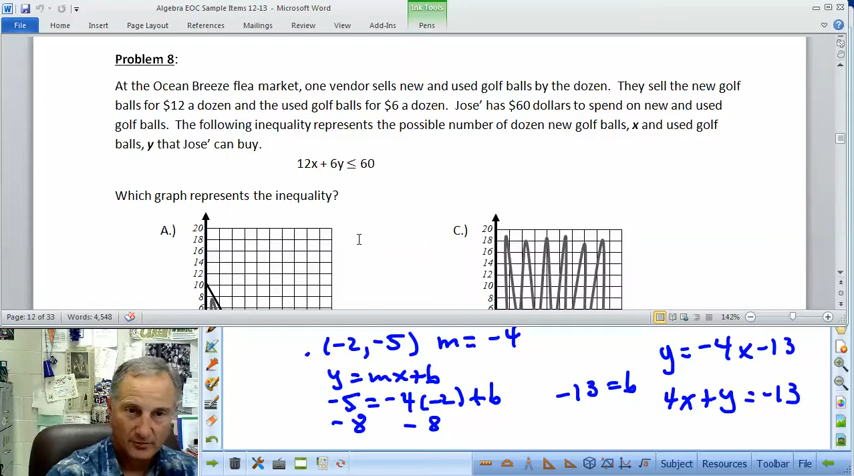 Algebra EOC Sample Items 12-13 - Microsoft Word
Ink Tools
File Home Insert Page Layout References Mailings Review View Add-Ins Pens
Problem 8:
At the Ocean Breeze flea market, one vendor sells new and used golf balls by the dozen. They sell the new golf
balls for $12 a dozen and the used golf balls for $6 a dozen. Jose' has $60 dollars to spend on new and used
golf balls. The following inequality represents the possible number of dozen new golf balls, x and used golf
balls, y that Jose' can buy.
12x + 6y ≤ 60
Which graph represents the inequality?
A.)
20
18
16
14
12
10
8
C.)
20
18
16
14
12
10
8
6
Page: 12 of 33 Words: 4,548 142%
. (-2, -5) m = -4
y = mx + b
-5 = -4(-2) + b
-8 -8
-13 = b
y = -4x -13
4x + y = -13
Subject Resources Toolbar File